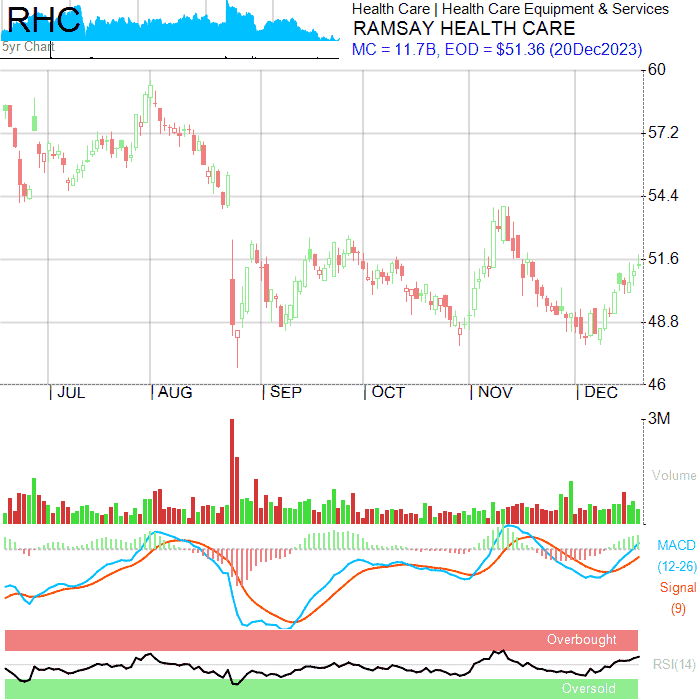 RHC
5yr Chart
Health Care | Health Care Equipment & Services
RAMSAY HEALTH CARE
MC = 11.7B, EOD = $51.36 (20Dec2023)
60
57.2
54.4
51.6
48.8
46
JUL
AUG
SEP
OCT
NOV
DEC
3M
Volume
MACD
(12-26)
Signal
(9)
Overbought
RSI(14)
Oversold